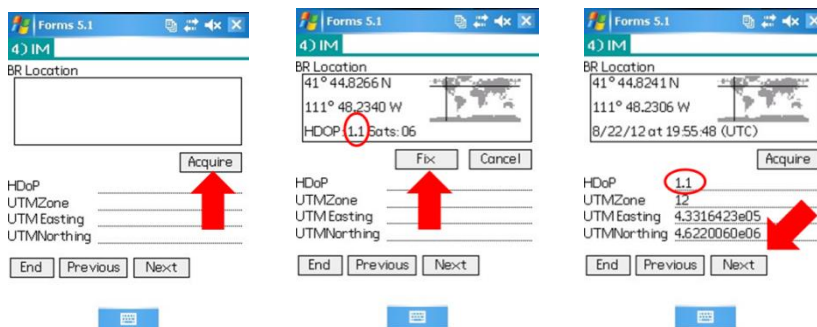 Forms 5.1
4) IM
BR Location
Acquire
HDoP
UTMZone
UTM Easting
UTMNorthing
End Previous Next
Forms 5.1
4) IM
BR Location
41° 44.8266 N
111° 48.2340 W
HDOP: 1.1 Sats: 06
Fix Cancel
HDoP
UTMZone
UTM Easting
UTMNorthing
End Previous Next
Forms 5.1
4) IM
BR Location
41° 44.8241 N
111° 48.2306 W
8/22/12 at 19:55:48 (UTC)
Acquire
HDoP 1.1
UTMZone 12
UTM Easting 4.3316423e05
UTMNorthing 4.6220060e06
End Previous Next